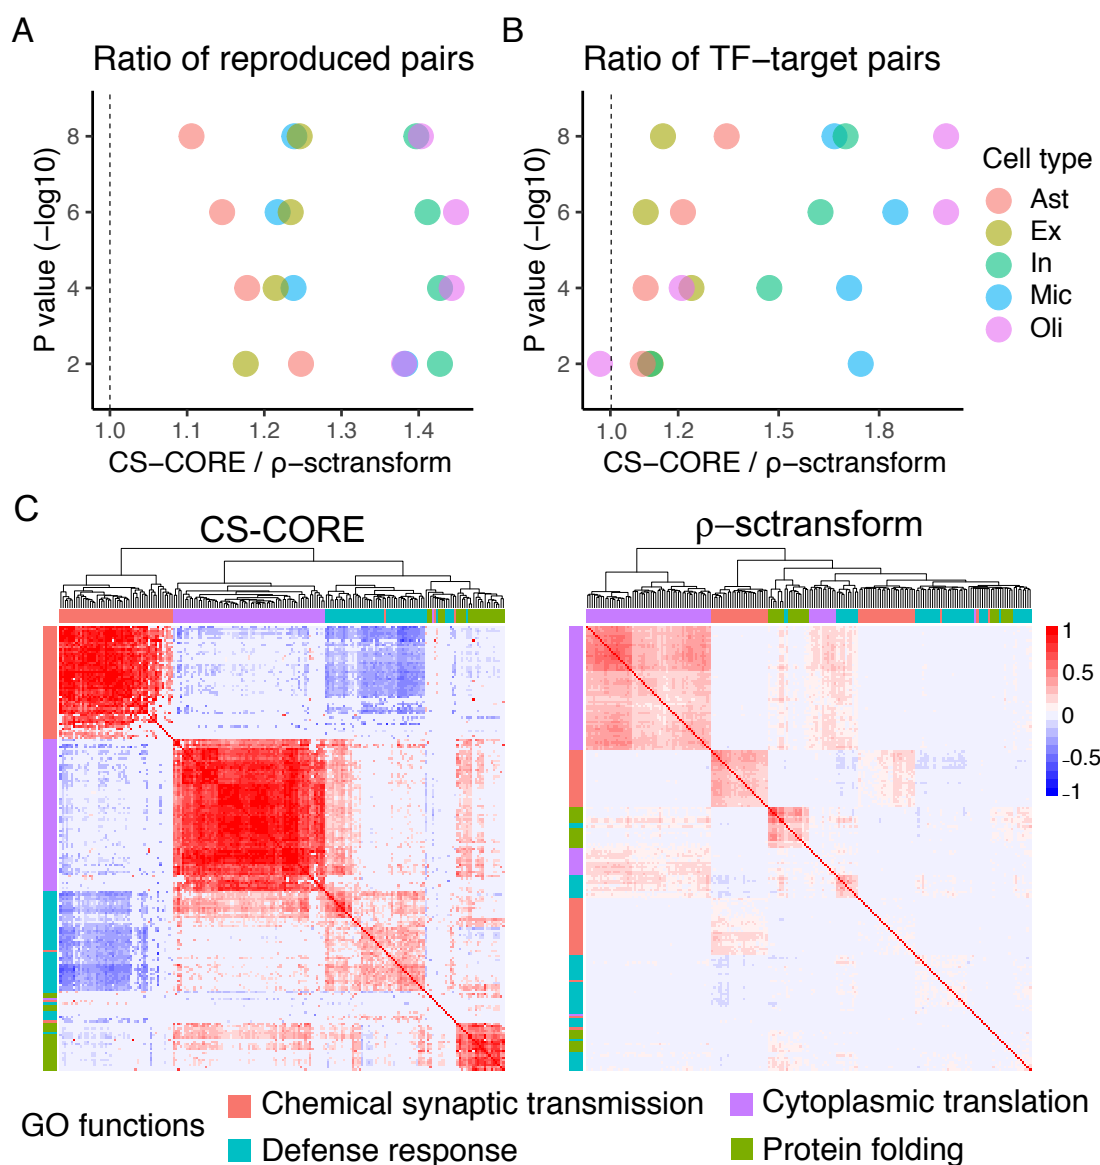 A
B
Ratio of reproduced pairs
Ratio of TF−target pairs
P value (−log10)
8
6
4
2
1.0
1.1
1.2
1.3
1.4
CS−CORE / ρ−sctransform
P value (−log10)
8
6
4
2
1.0
1.2
1.5
1.8
CS−CORE / ρ−sctransform
Cell type
Ast
Ex
In
Mic
Oli
C
CS-CORE
ρ−sctransform
1
0.5
0
−0.5
−1
GO functions
Chemical synaptic transmission
Cytoplasmic translation
Defense response
Protein folding